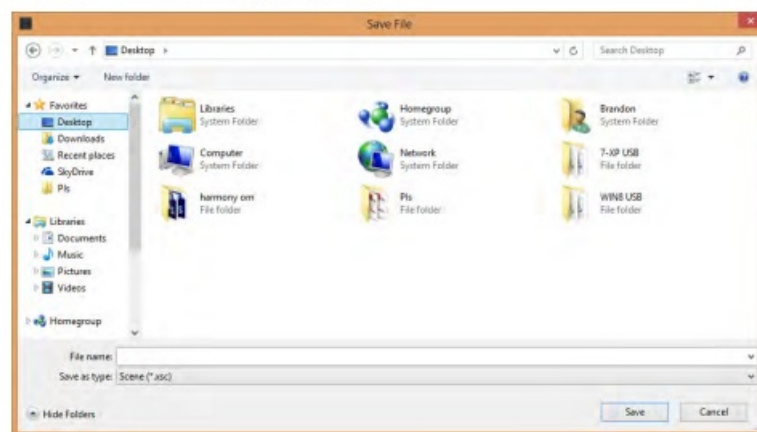 Save File
Desktop
Search Desktop
Organize
New folder
Favorites
Desktop
Downloads
Recent places
SkyDrive
Pls
Libraries
Documents
Music
Pictures
Videos
Homegroup
Libraries
System Folder
Homegroup
System Folder
Brandon
System Folder
Computer
System Folder
Network
System Folder
7-XP USB
File folder
harmony om
File folder
Pls
File folder
WIN8 USB
File folder
File name:
Save as type: Scene (*.asc)
Hide Folders
Save
Cancel